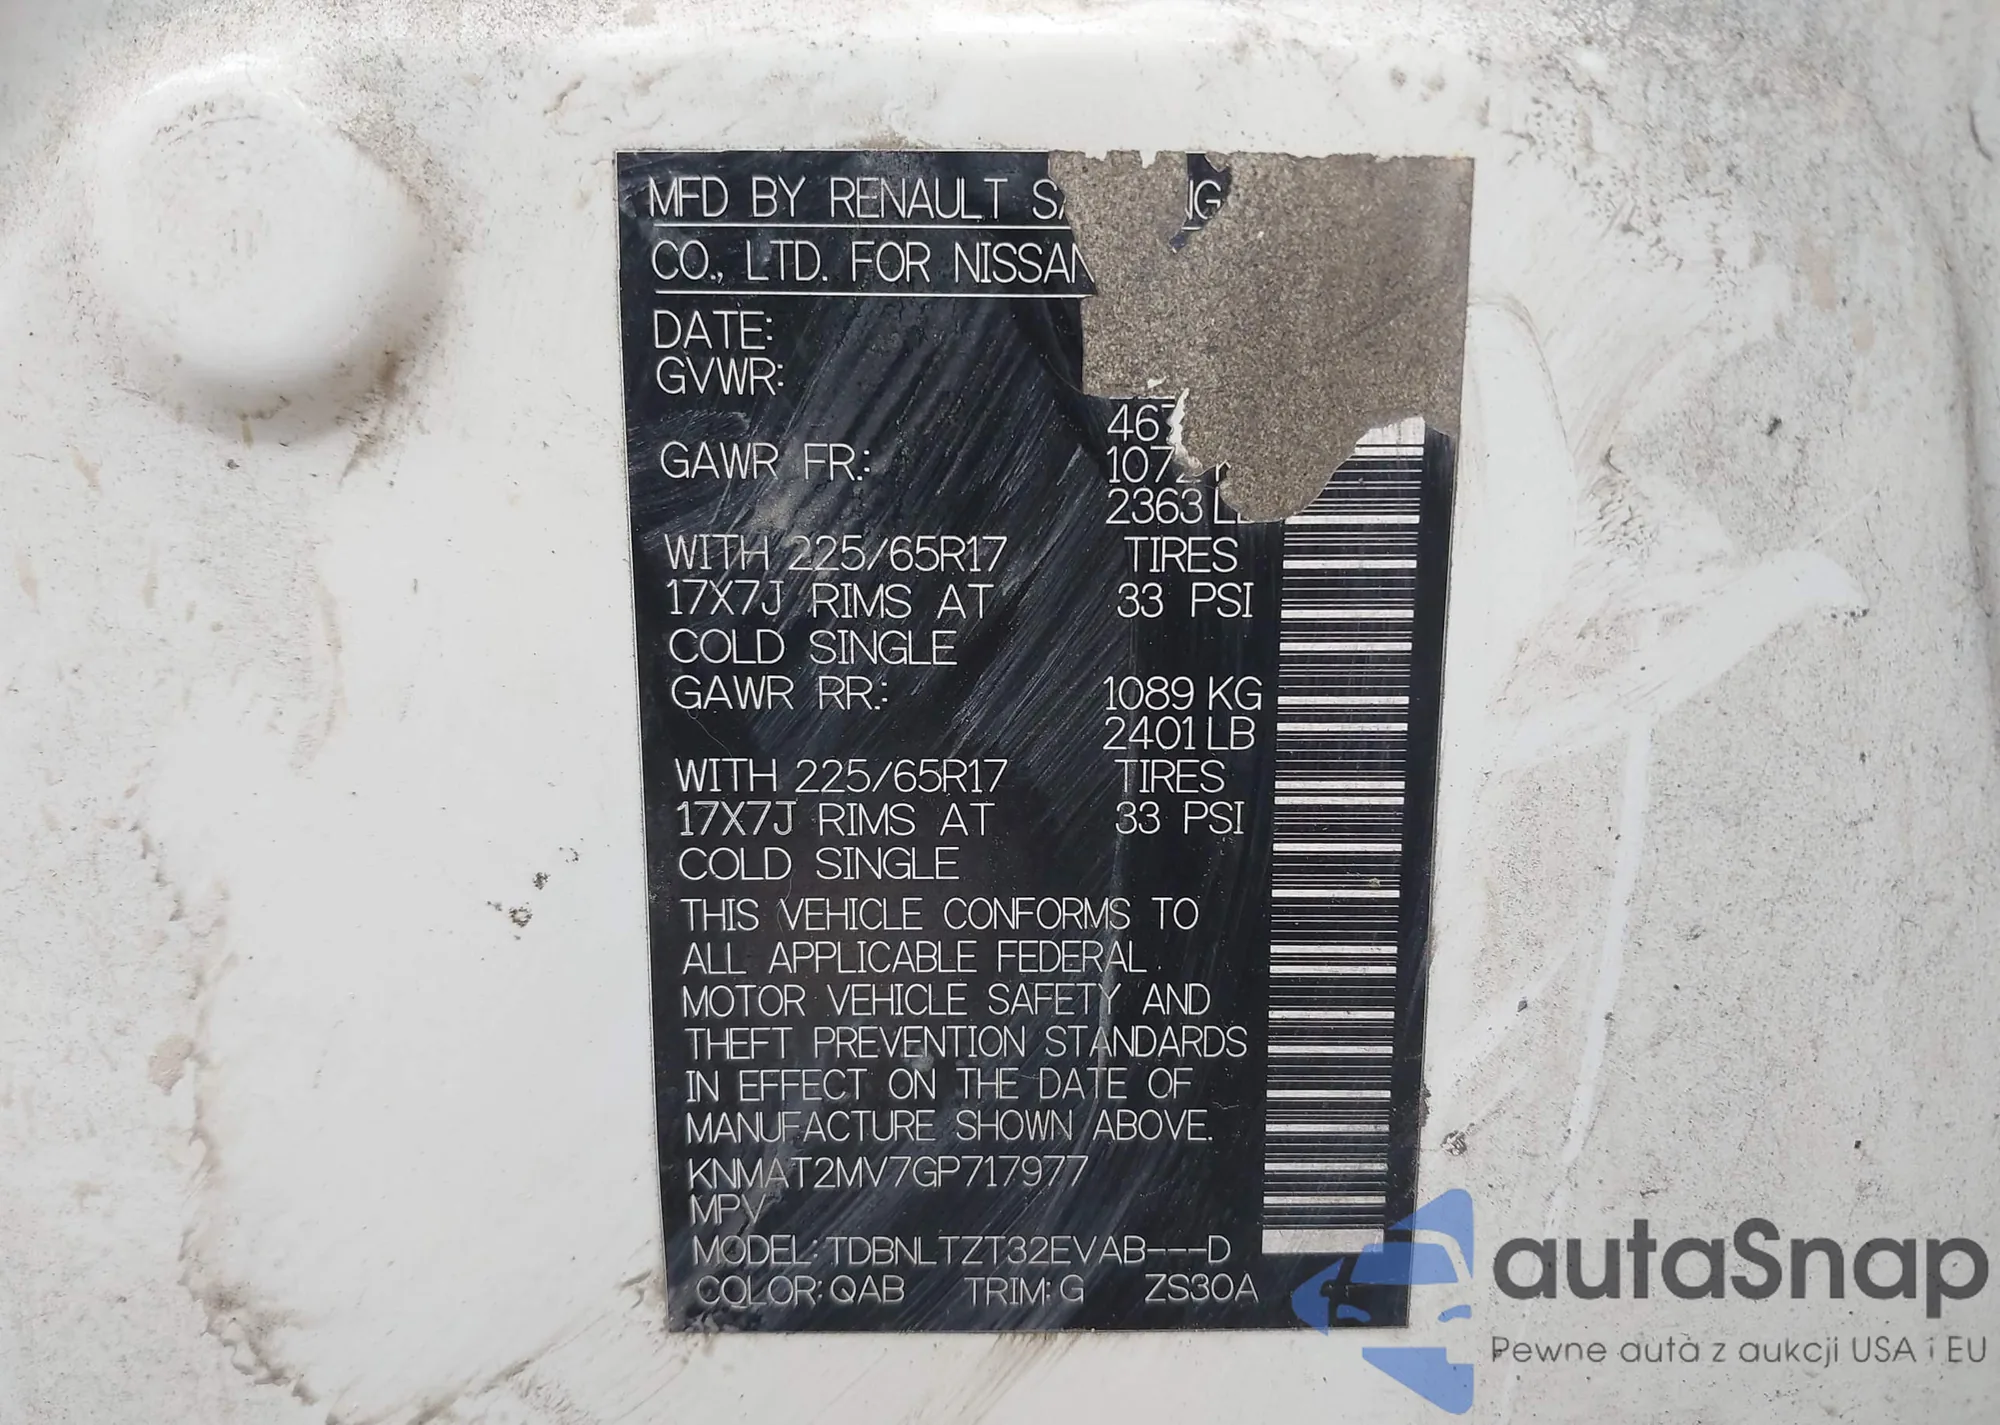 MFD BY RENAULT
CO., LTD. FOR NISSAN
DATE:
GVWR:
GAWR FR.:
2363
WITH 225/65R17 TIRES
17X7J RIMS AT 33 PSI
COLD SINGLE
GAWR RR.: 1089 KG
2401 LB
WITH 225/65R17 TIRES
17X7J RIMS AT 33 PSI
COLD SINGLE
THIS VEHICLE CONFORMS TO
ALL APPLICABLE FEDERAL
MOTOR VEHICLE SAFETY AND
THEFT PREVENTION STANDARDS
IN EFFECT ON THE DATE OF
MANUFACTURE SHOWN ABOVE.
KNMAT2MV7GP717977
MPV
MODEL: TDBNLTZT32EVAB---D
COLOR: QAB TRIM: G ZS30A
autaSnap
Pewne auta z aukcji USA i EU